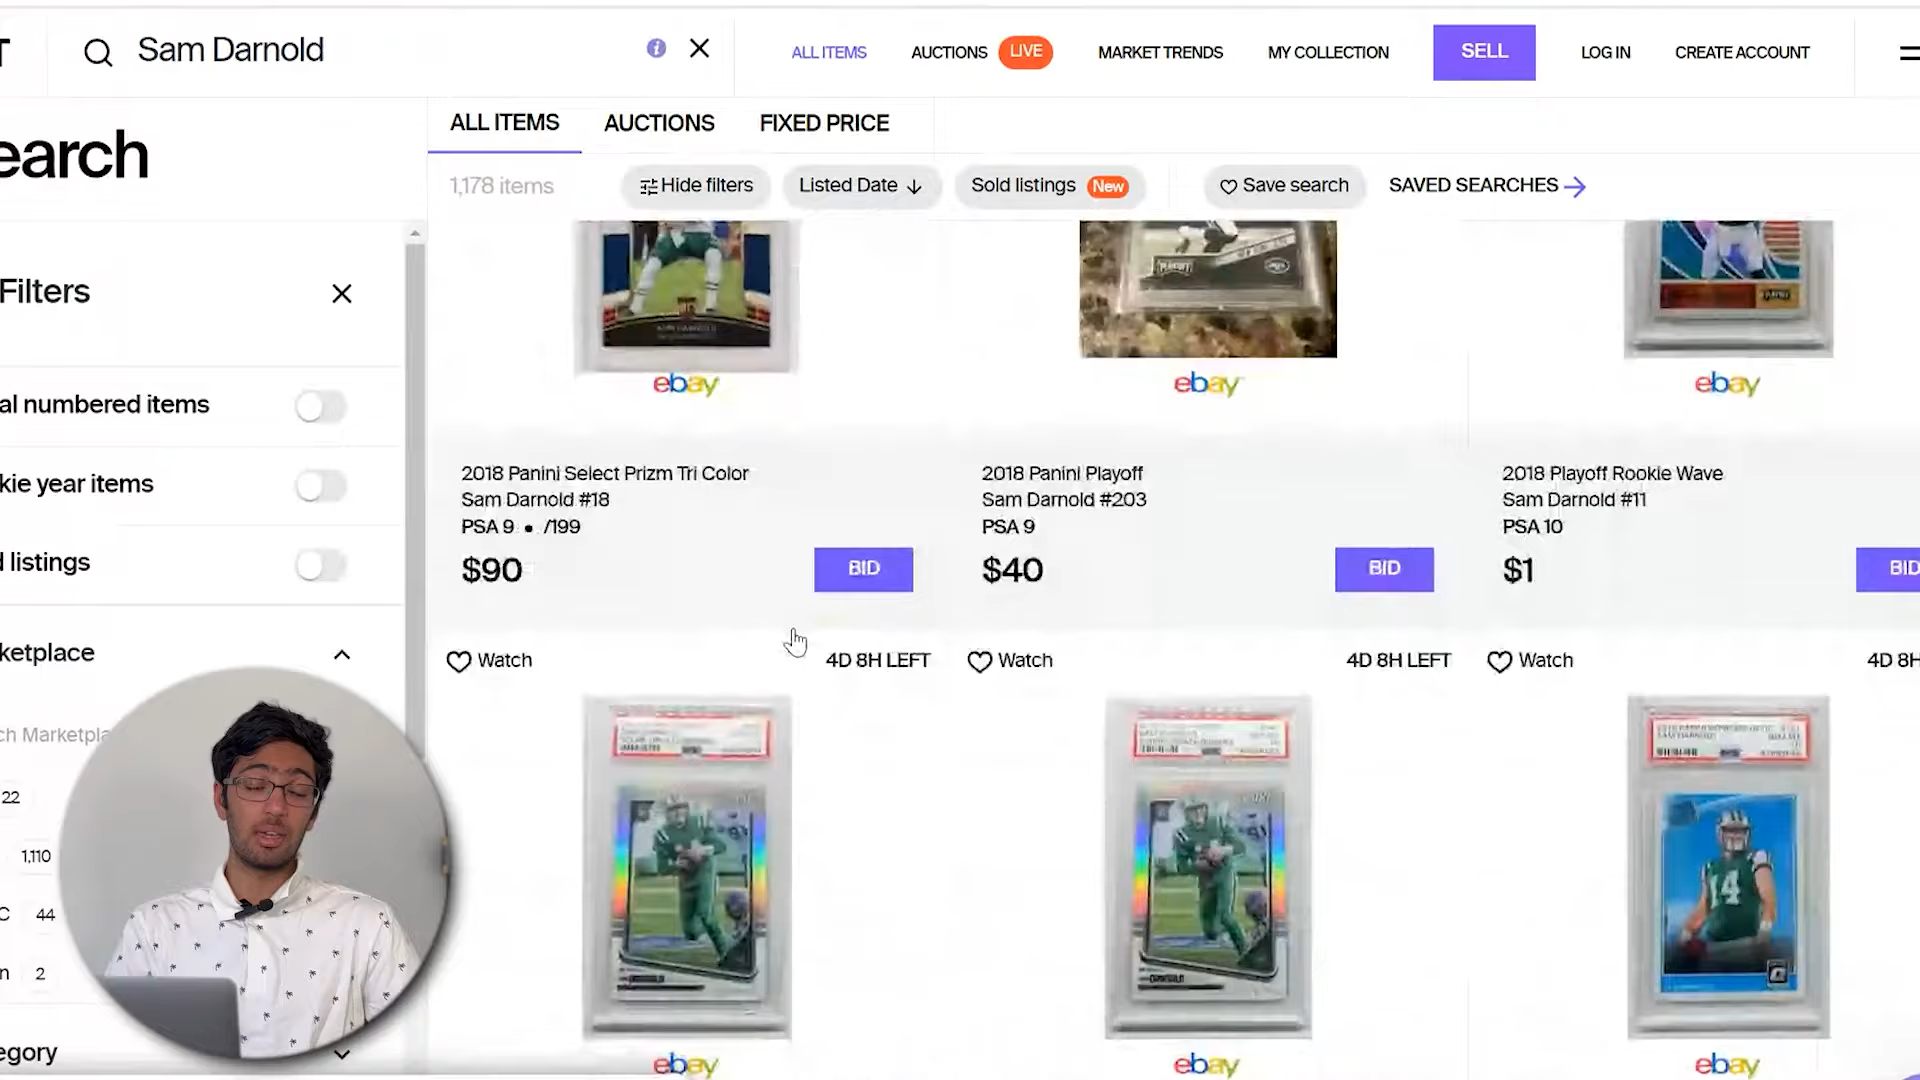 T
Sam Darnold
ALL ITEMS
AUCTIONS
LIVE
MARKET TRENDS
MY COLLECTION
SELL
LOG IN
CREATE ACCOUNT
earch
ALL ITEMS
AUCTIONS
FIXED PRICE
1,178 items
Hide filters
Listed Date
Sold listings New
Save search
SAVED SEARCHES
Filters
al numbered items
kie year items
d listings
ketplace
ch Marketpla
22
1,110
C 44
n 2
egory
PLAYOFF
ebay
ebay
ebay
2018 Panini Select Prizm Tri Color
Sam Darnold #18
PSA 9 • /199
$90
BID
2018 Panini Playoff
Sam Darnold #203
PSA 9
$40
BID
2018 Playoff Rookie Wave
Sam Darnold #11
PSA 10
$1
BID
Watch
4D 8H LEFT
Watch
4D 8H LEFT
Watch
4D 8H
14
ebay
ebay
ebay